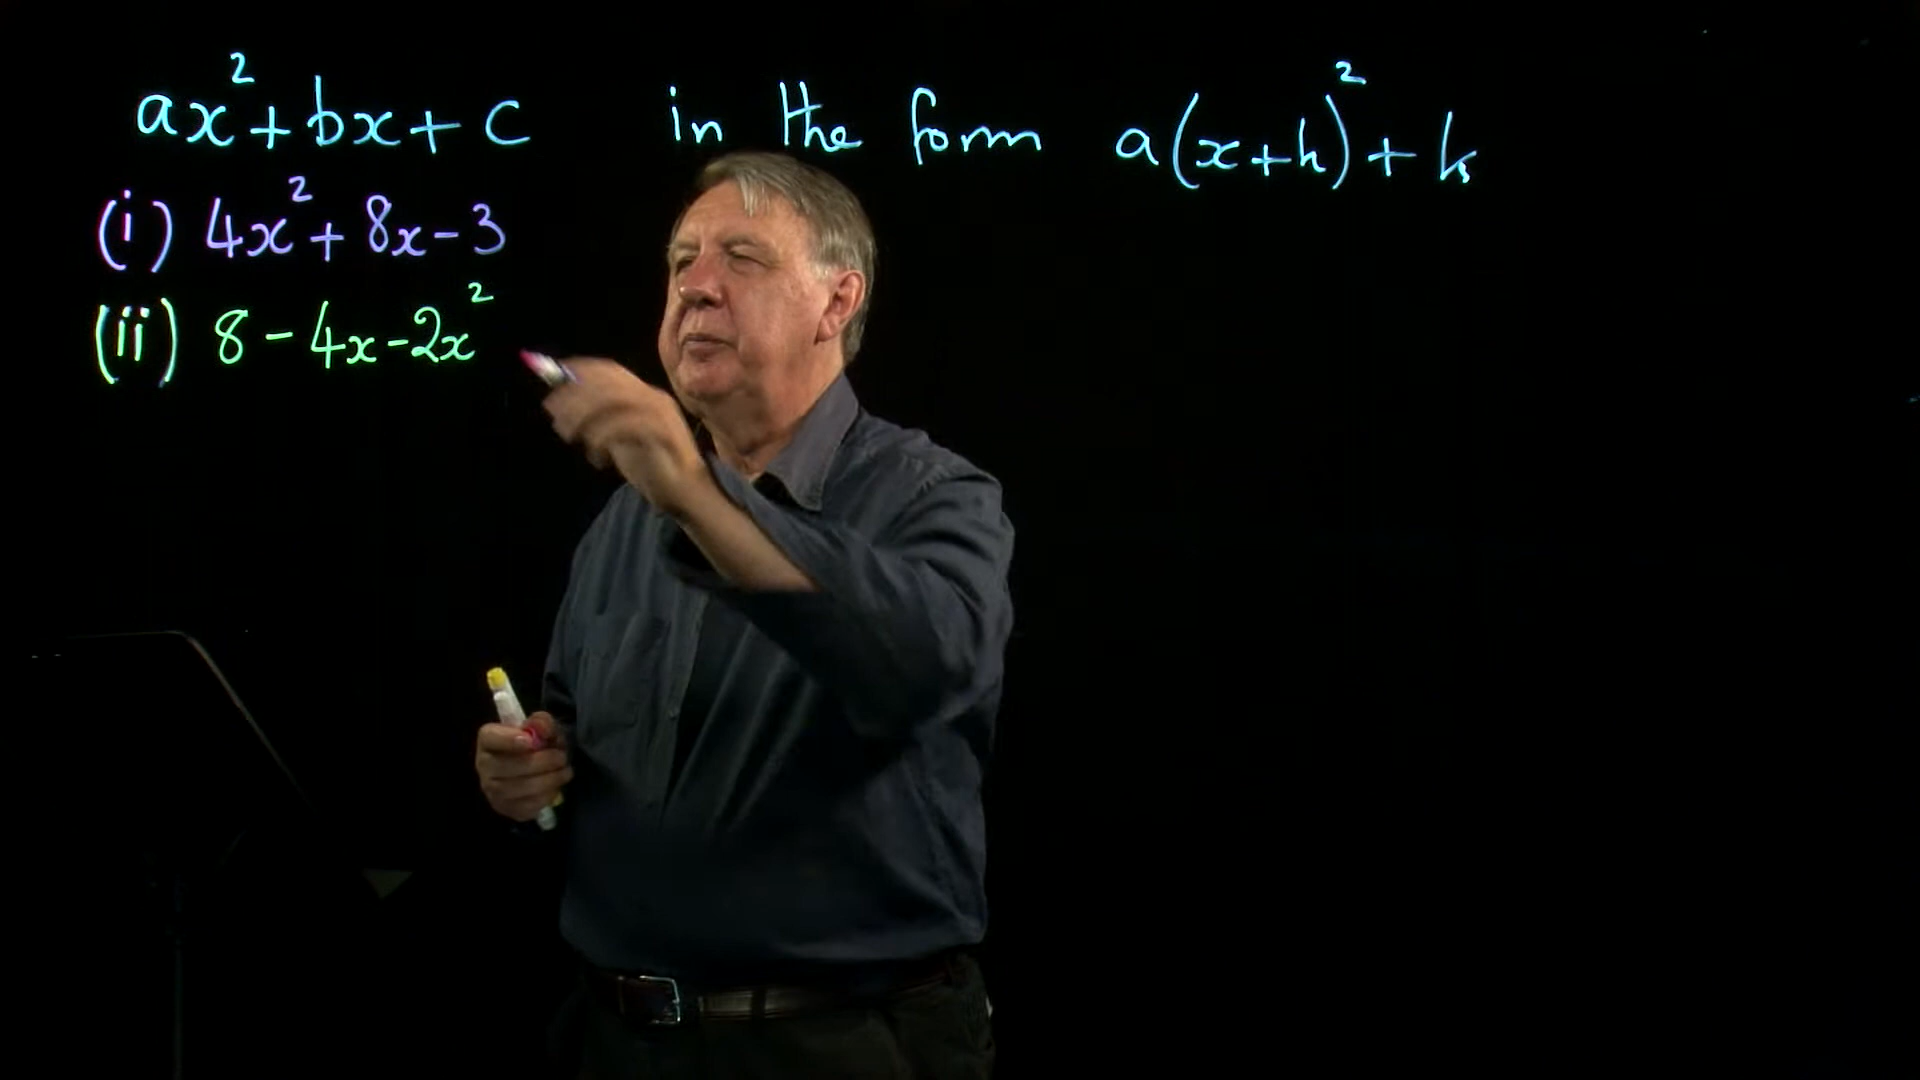 ax²+bx+c in the form a(x+h)²+k
(i) 4x²+8x-3
(ii) 8-4x-2x²